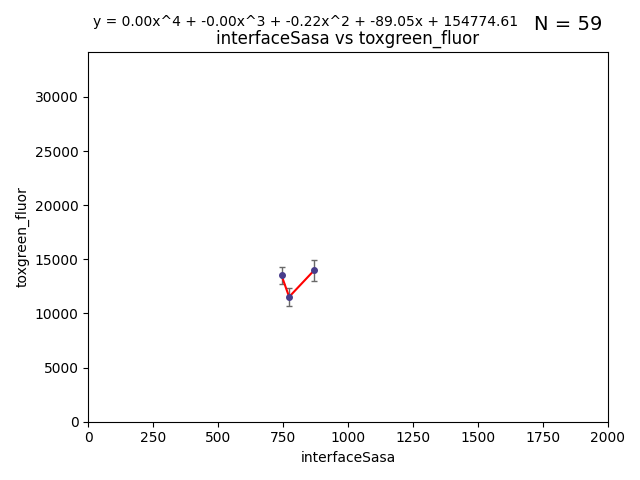 y = 0.00x^4 + -0.00x^3 + -0.22x^2 + -89.05x + 154774.61
N = 59
interfaceSasa vs toxgreen_fluor
30000
25000
20000
15000
10000
5000
0
toxgreen_fluor
0 250 500 750 1000 1250 1500 1750 2000
interfaceSasa